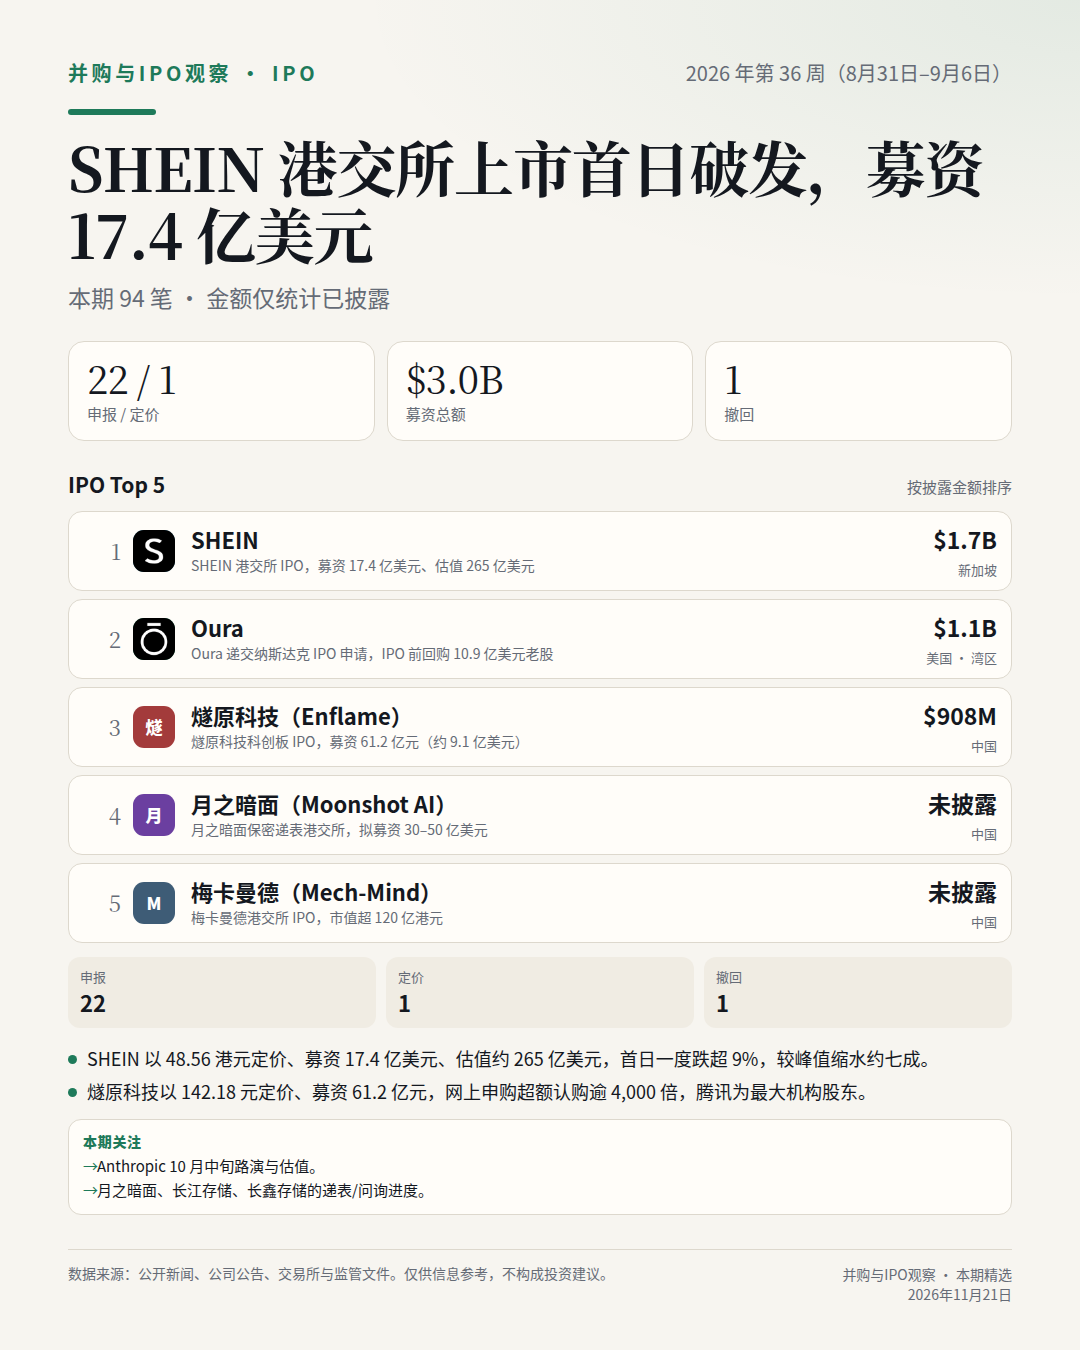 并购与IPO观察 · IPO
2026 年第 36 周（8月31日–9月6日）
SHEIN 港交所上市首日破发，募资
17.4 亿美元
本期 94 笔 · 金额仅统计已披露
22 / 1
申报 / 定价
$3.0B
募资总额
1
撤回
IPO Top 5
按披露金额排序
1
SHEIN
SHEIN 港交所 IPO，募资 17.4 亿美元、估值 265 亿美元
$1.7B
新加坡
2
Oura
Oura 递交纳斯达克 IPO 申请，IPO 前回购 10.9 亿美元老股
$1.1B
美国 · 湾区
3
燧
燧原科技（Enflame）
燧原科技科创板 IPO，募资 61.2 亿元（约 9.1 亿美元）
$908M
中国
4
月
月之暗面（Moonshot AI）
月之暗面保密递表港交所，拟募资 30–50 亿美元
未披露
中国
5
M
梅卡曼德（Mech-Mind）
梅卡曼德港交所 IPO，市值超 120 亿港元
未披露
中国
申报
22
定价
1
撤回
1
SHEIN 以 48.56 港元定价、募资 17.4 亿美元、估值约 265 亿美元，首日一度跌超 9%，较峰值缩水约七成。
燧原科技以 142.18 元定价、募资 61.2 亿元，网上申购超额认购逾 4,000 倍，腾讯为最大机构股东。
本期关注
→Anthropic 10 月中旬路演与估值。
→月之暗面、长江存储、长鑫存储的递表/问询进度。
数据来源：公开新闻、公司公告、交易所与监管文件。仅供信息参考，不构成投资建议。
并购与IPO观察 · 本期精选
2026年11月21日